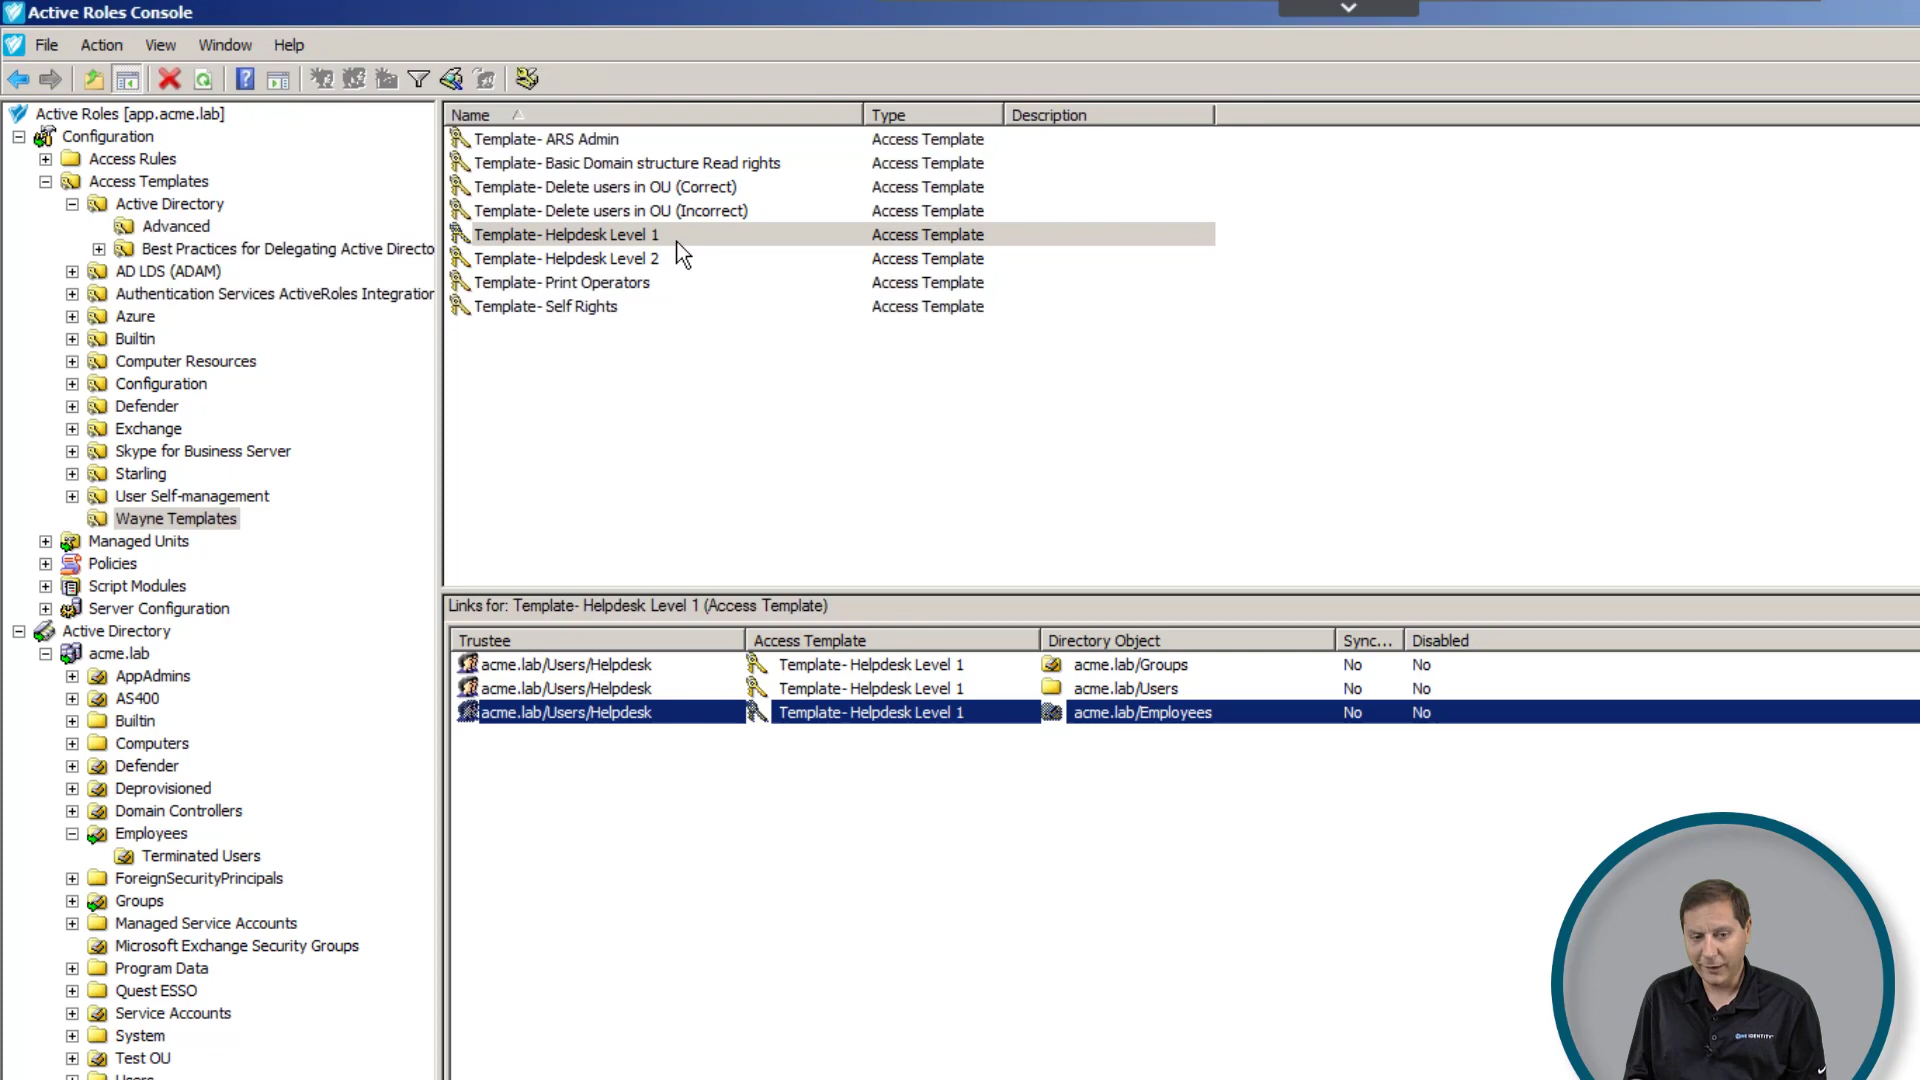 Active Roles Console
File Action View Window Help
Active Roles [app.acme.lab]
Configuration
Access Rules
Access Templates
Active Directory
Advanced
Best Practices for Delegating Active Directo
AD LDS (ADAM)
Authentication Services ActiveRoles Integration
Azure
Builtin
Computer Resources
Configuration
Defender
Exchange
Skype for Business Server
Starling
User Self-management
Wayne Templates
Managed Units
Policies
Script Modules
Server Configuration
Active Directory
acme.lab
AppAdmins
AS400
Builtin
Computers
Defender
Deprovisioned
Domain Controllers
Employees
Terminated Users
ForeignSecurityPrincipals
Groups
Managed Service Accounts
Microsoft Exchange Security Groups
Program Data
Quest ESSO
Service Accounts
System
Test OU
Users
Name Type Description
Template- ARS Admin Access Template
Template- Basic Domain structure Read rights Access Template
Template- Delete users in OU (Correct) Access Template
Template- Delete users in OU (Incorrect) Access Template
Template- Helpdesk Level 1 Access Template
Template- Helpdesk Level 2 Access Template
Template- Print Operators Access Template
Template- Self Rights Access Template
Links for: Template- Helpdesk Level 1 (Access Template)
Trustee Access Template Directory Object Sync... Disabled
acme.lab/Users/Helpdesk Template- Helpdesk Level 1 acme.lab/Groups No No
acme.lab/Users/Helpdesk Template- Helpdesk Level 1 acme.lab/Users No No
acme.lab/Users/Helpdesk Template- Helpdesk Level 1 acme.lab/Employees No No
ONE IDENTITY